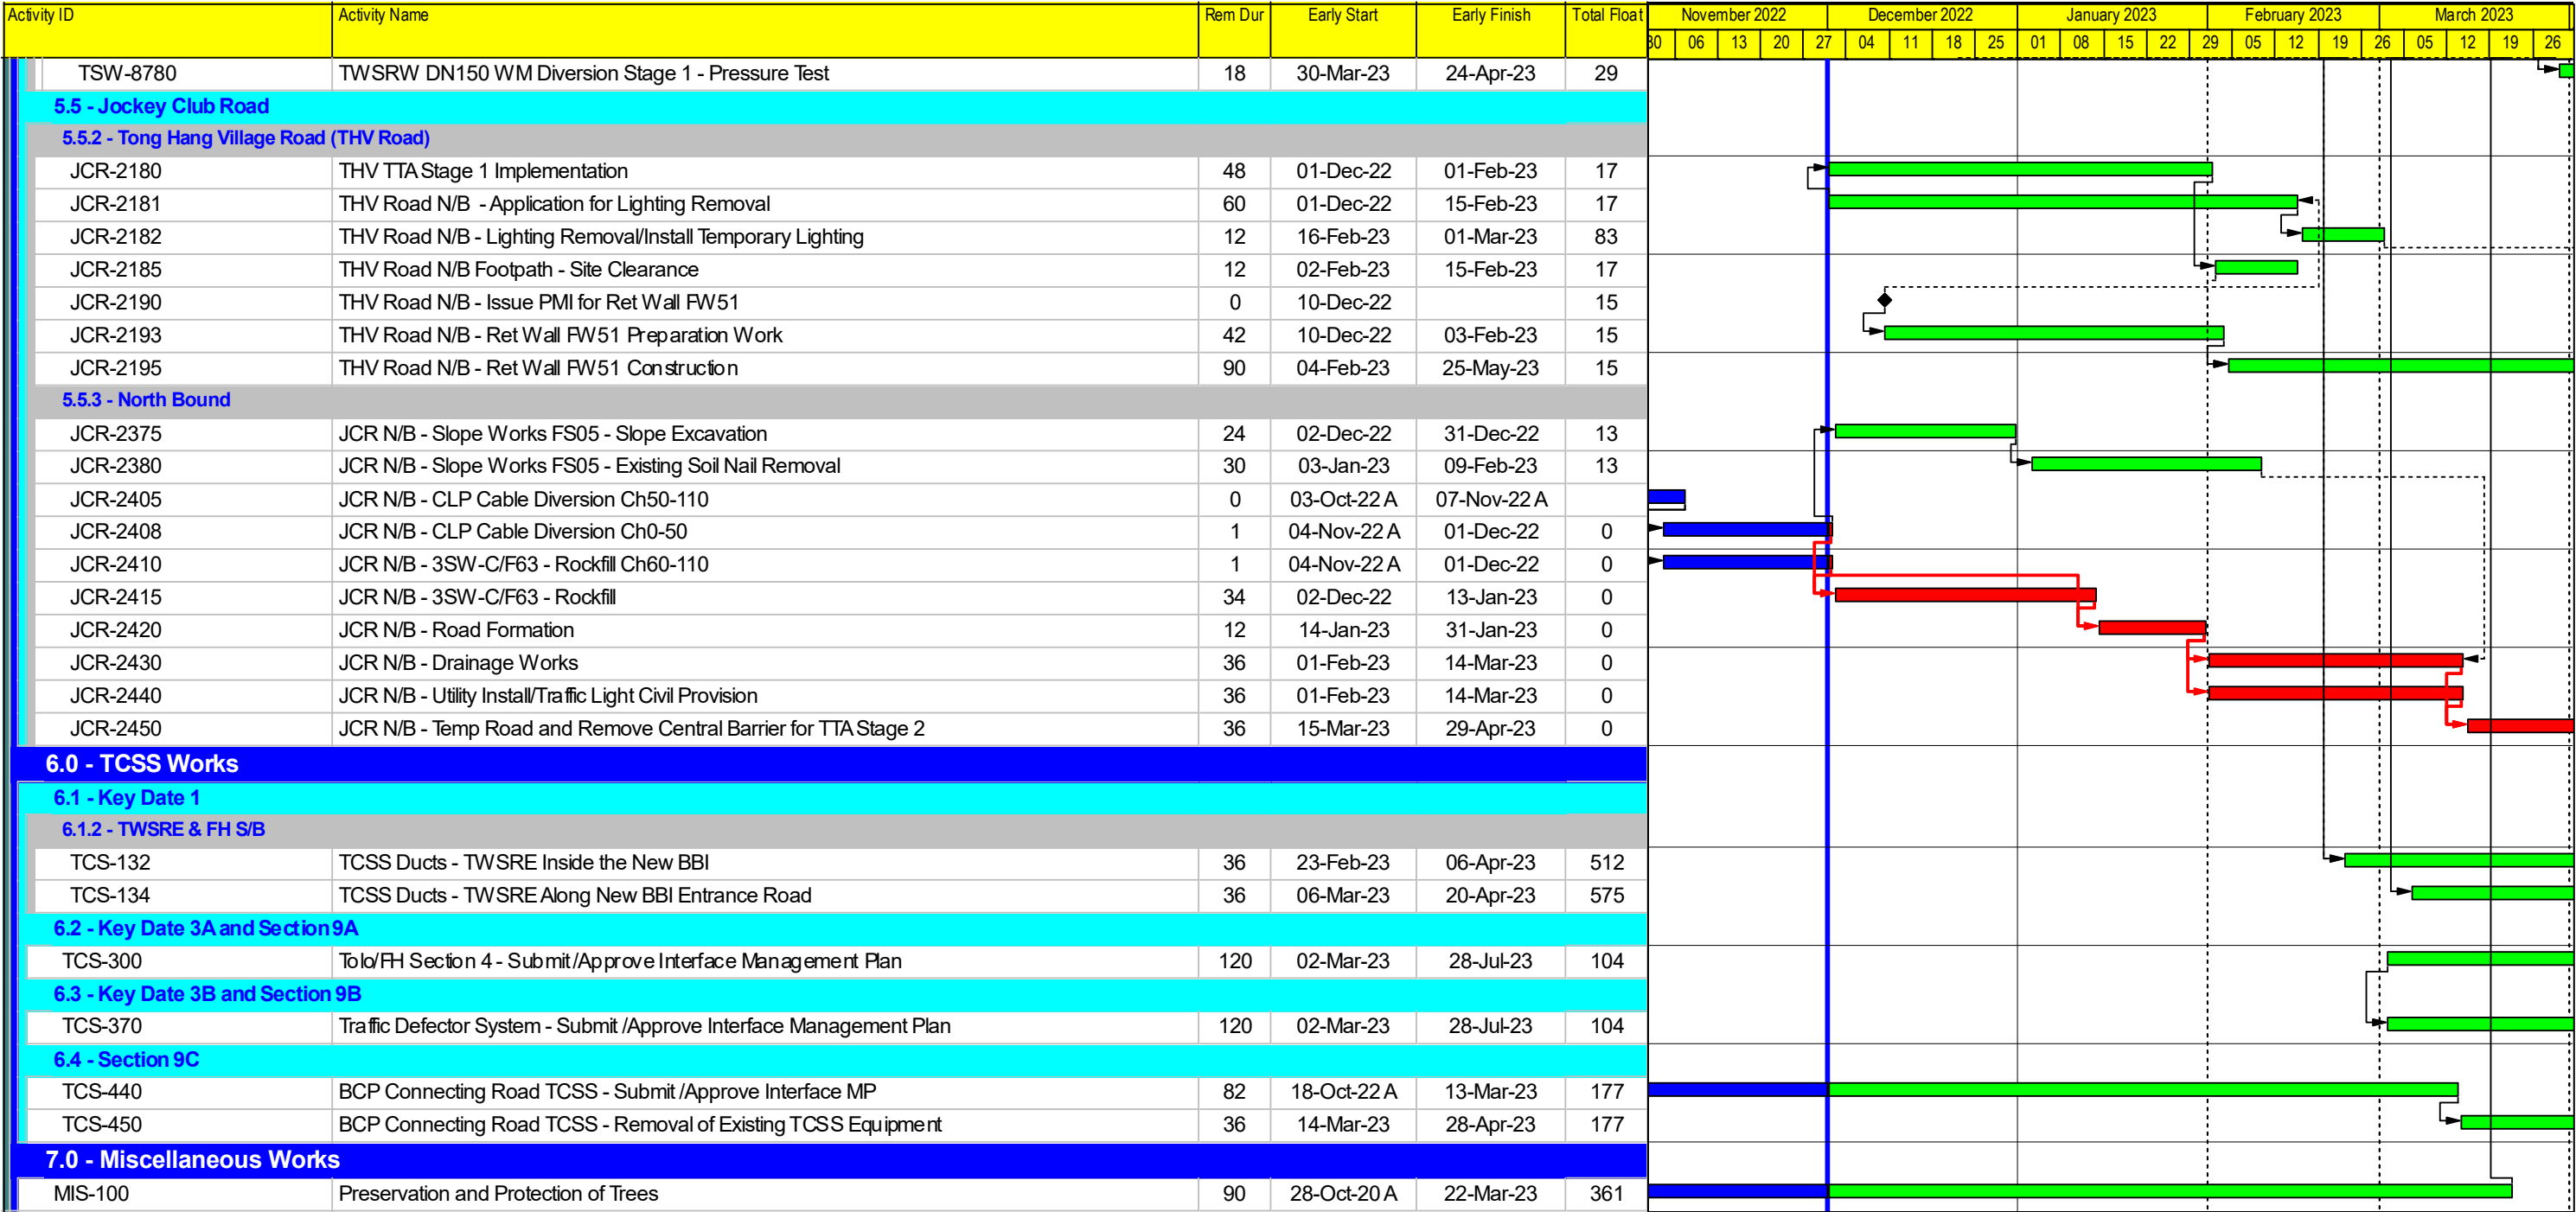 Activity ID Activity Name Rem Dur Early Start Early Finish Total Float November 2022 December 2022 January 2023 February 2023 March 2023
30 06 13 20 27 04 11 18 25 01 08 15 22 29 05 12 19 26 05 12 19 26
TSW-8780 TWSRW DN150 WM Diversion Stage 1 - Pressure Test 18 30-Mar-23 24-Apr-23 29
5.5 - Jockey Club Road
5.5.2 - Tong Hang Village Road (THV Road)
JCR-2180 THV TTA Stage 1 Implementation 48 01-Dec-22 01-Feb-23 17
JCR-2181 THV Road N/B - Application for Lighting Removal 60 01-Dec-22 15-Feb-23 17
JCR-2182 THV Road N/B - Lighting Removal/Install Temporary Lighting 12 16-Feb-23 01-Mar-23 83
JCR-2185 THV Road N/B Footpath - Site Clearance 12 02-Feb-23 15-Feb-23 17
JCR-2190 THV Road N/B - Issue PMI for Ret Wall FW51 0 10-Dec-22 15
JCR-2193 THV Road N/B - Ret Wall FW51 Preparation Work 42 10-Dec-22 03-Feb-23 15
JCR-2195 THV Road N/B - Ret Wall FW51 Construction 90 04-Feb-23 25-May-23 15
5.5.3 - North Bound
JCR-2375 JCR N/B - Slope Works FS05 - Slope Excavation 24 02-Dec-22 31-Dec-22 13
JCR-2380 JCR N/B - Slope Works FS05 - Existing Soil Nail Removal 30 03-Jan-23 09-Feb-23 13
JCR-2405 JCR N/B - CLP Cable Diversion Ch50-110 0 03-Oct-22 A 07-Nov-22 A
JCR-2408 JCR N/B - CLP Cable Diversion Ch0-50 1 04-Nov-22 A 01-Dec-22 0
JCR-2410 JCR N/B - 3SW-C/F63 - Rockfill Ch60-110 1 04-Nov-22 A 01-Dec-22 0
JCR-2415 JCR N/B - 3SW-C/F63 - Rockfill 34 02-Dec-22 13-Jan-23 0
JCR-2420 JCR N/B - Road Formation 12 14-Jan-23 31-Jan-23 0
JCR-2430 JCR N/B - Drainage Works 36 01-Feb-23 14-Mar-23 0
JCR-2440 JCR N/B - Utility Install/Traffic Light Civil Provision 36 01-Feb-23 14-Mar-23 0
JCR-2450 JCR N/B - Temp Road and Remove Central Barrier for TTA Stage 2 36 15-Mar-23 29-Apr-23 0
6.0 - TCSS Works
6.1 - Key Date 1
6.1.2 - TWSRE & FH S/B
TCS-132 TCSS Ducts - TWSRE Inside the New BBI 36 23-Feb-23 06-Apr-23 512
TCS-134 TCSS Ducts - TWSRE Along New BBI Entrance Road 36 06-Mar-23 20-Apr-23 575
6.2 - Key Date 3A and Section 9A
TCS-300 Tolo/FH Section 4 - Submit/Approve Interface Management Plan 120 02-Mar-23 28-Jul-23 104
6.3 - Key Date 3B and Section 9B
TCS-370 Traffic Defector System - Submit /Approve Interface Management Plan 120 02-Mar-23 28-Jul-23 104
6.4 - Section 9C
TCS-440 BCP Connecting Road TCSS - Submit /Approve Interface MP 82 18-Oct-22 A 13-Mar-23 177
TCS-450 BCP Connecting Road TCSS - Removal of Existing TCSS Equipment 36 14-Mar-23 28-Apr-23 177
7.0 - Miscellaneous Works
MIS-100 Preservation and Protection of Trees 90 28-Oct-20 A 22-Mar-23 361